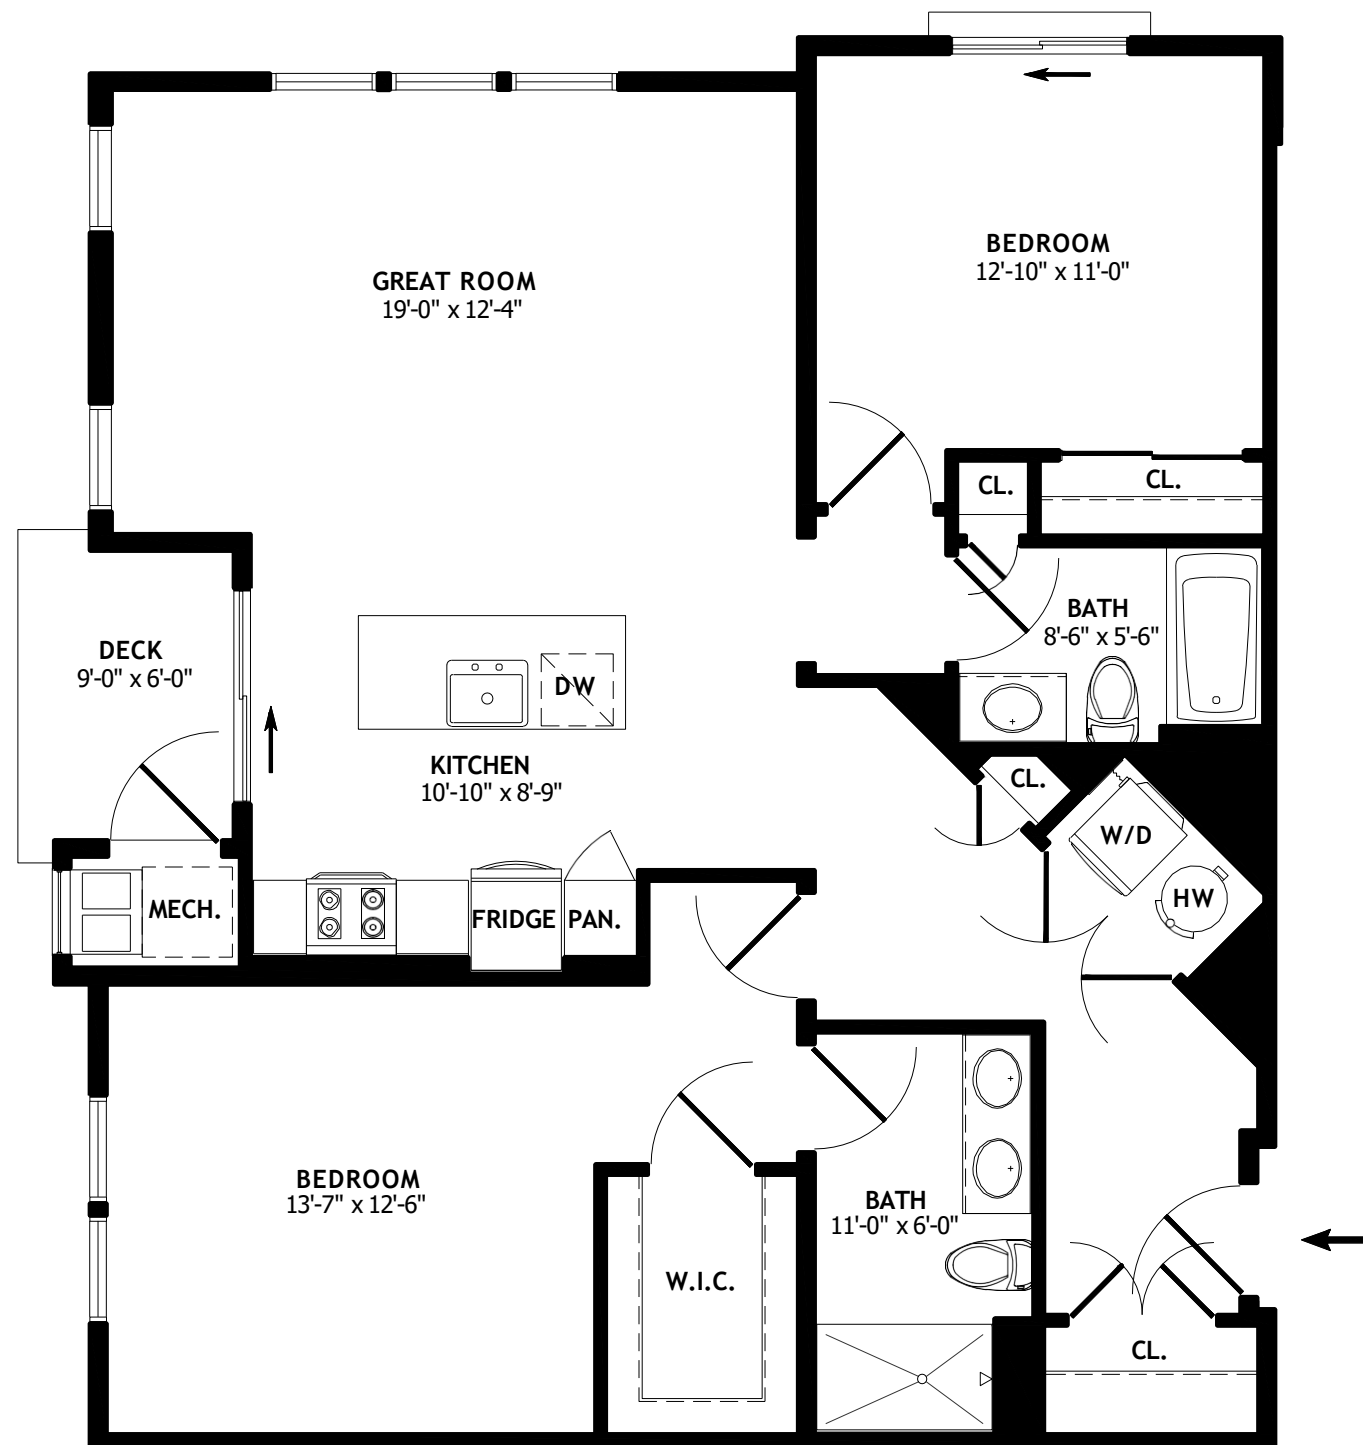 BEDROOM
12'-10" x 11'-0"
GREAT ROOM
19'-0" x 12'-4"
CL.
CL.
BATH
8'-6" x 5'-6"
DECK
9'-0" x 6'-0"
DW
KITCHEN
10'-10" x 8'-9"
CL.
W/D
HW
MECH.
FRIDGE
PAN.
BEDROOM
13'-7" x 12'-6"
BATH
11'-0" x 6'-0"
W.I.C.
CL.